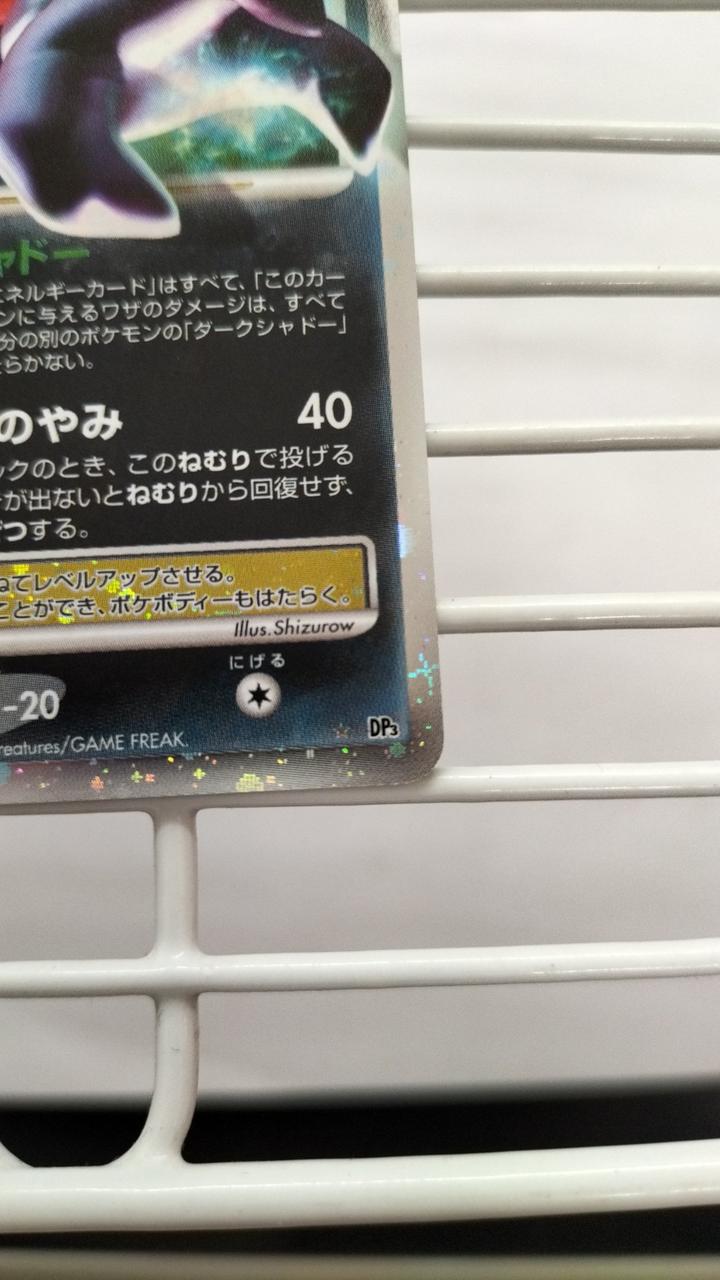 ャドー
ネルギーカード」はすべて、「このカー
ンに与えるワザのダメージは、すべて
分の別のポケモンの「ダークシャドー」
らかない。
のやみ 40
ックのとき、このねむりで投げる
が出ないとねむりから回復せず、
つする。
ねてレベルアップさせる。
ことができ、ポケボディーもはたらく。
Illus.Shizurow
にげる
-20
DP3
reatures/GAME FREAK.